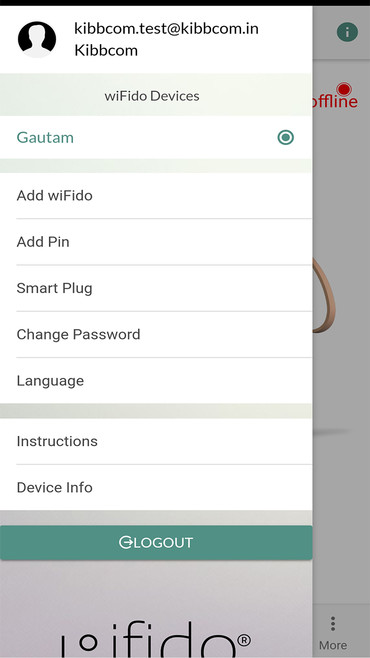 kibbcom.test@kibbcom.in
Kibbcom
wiFido Devices
offline
Gautam
Add wiFido
Add Pin
Smart Plug
Change Password
Language
Instructions
Device Info
LOGOUT
ifido®
More